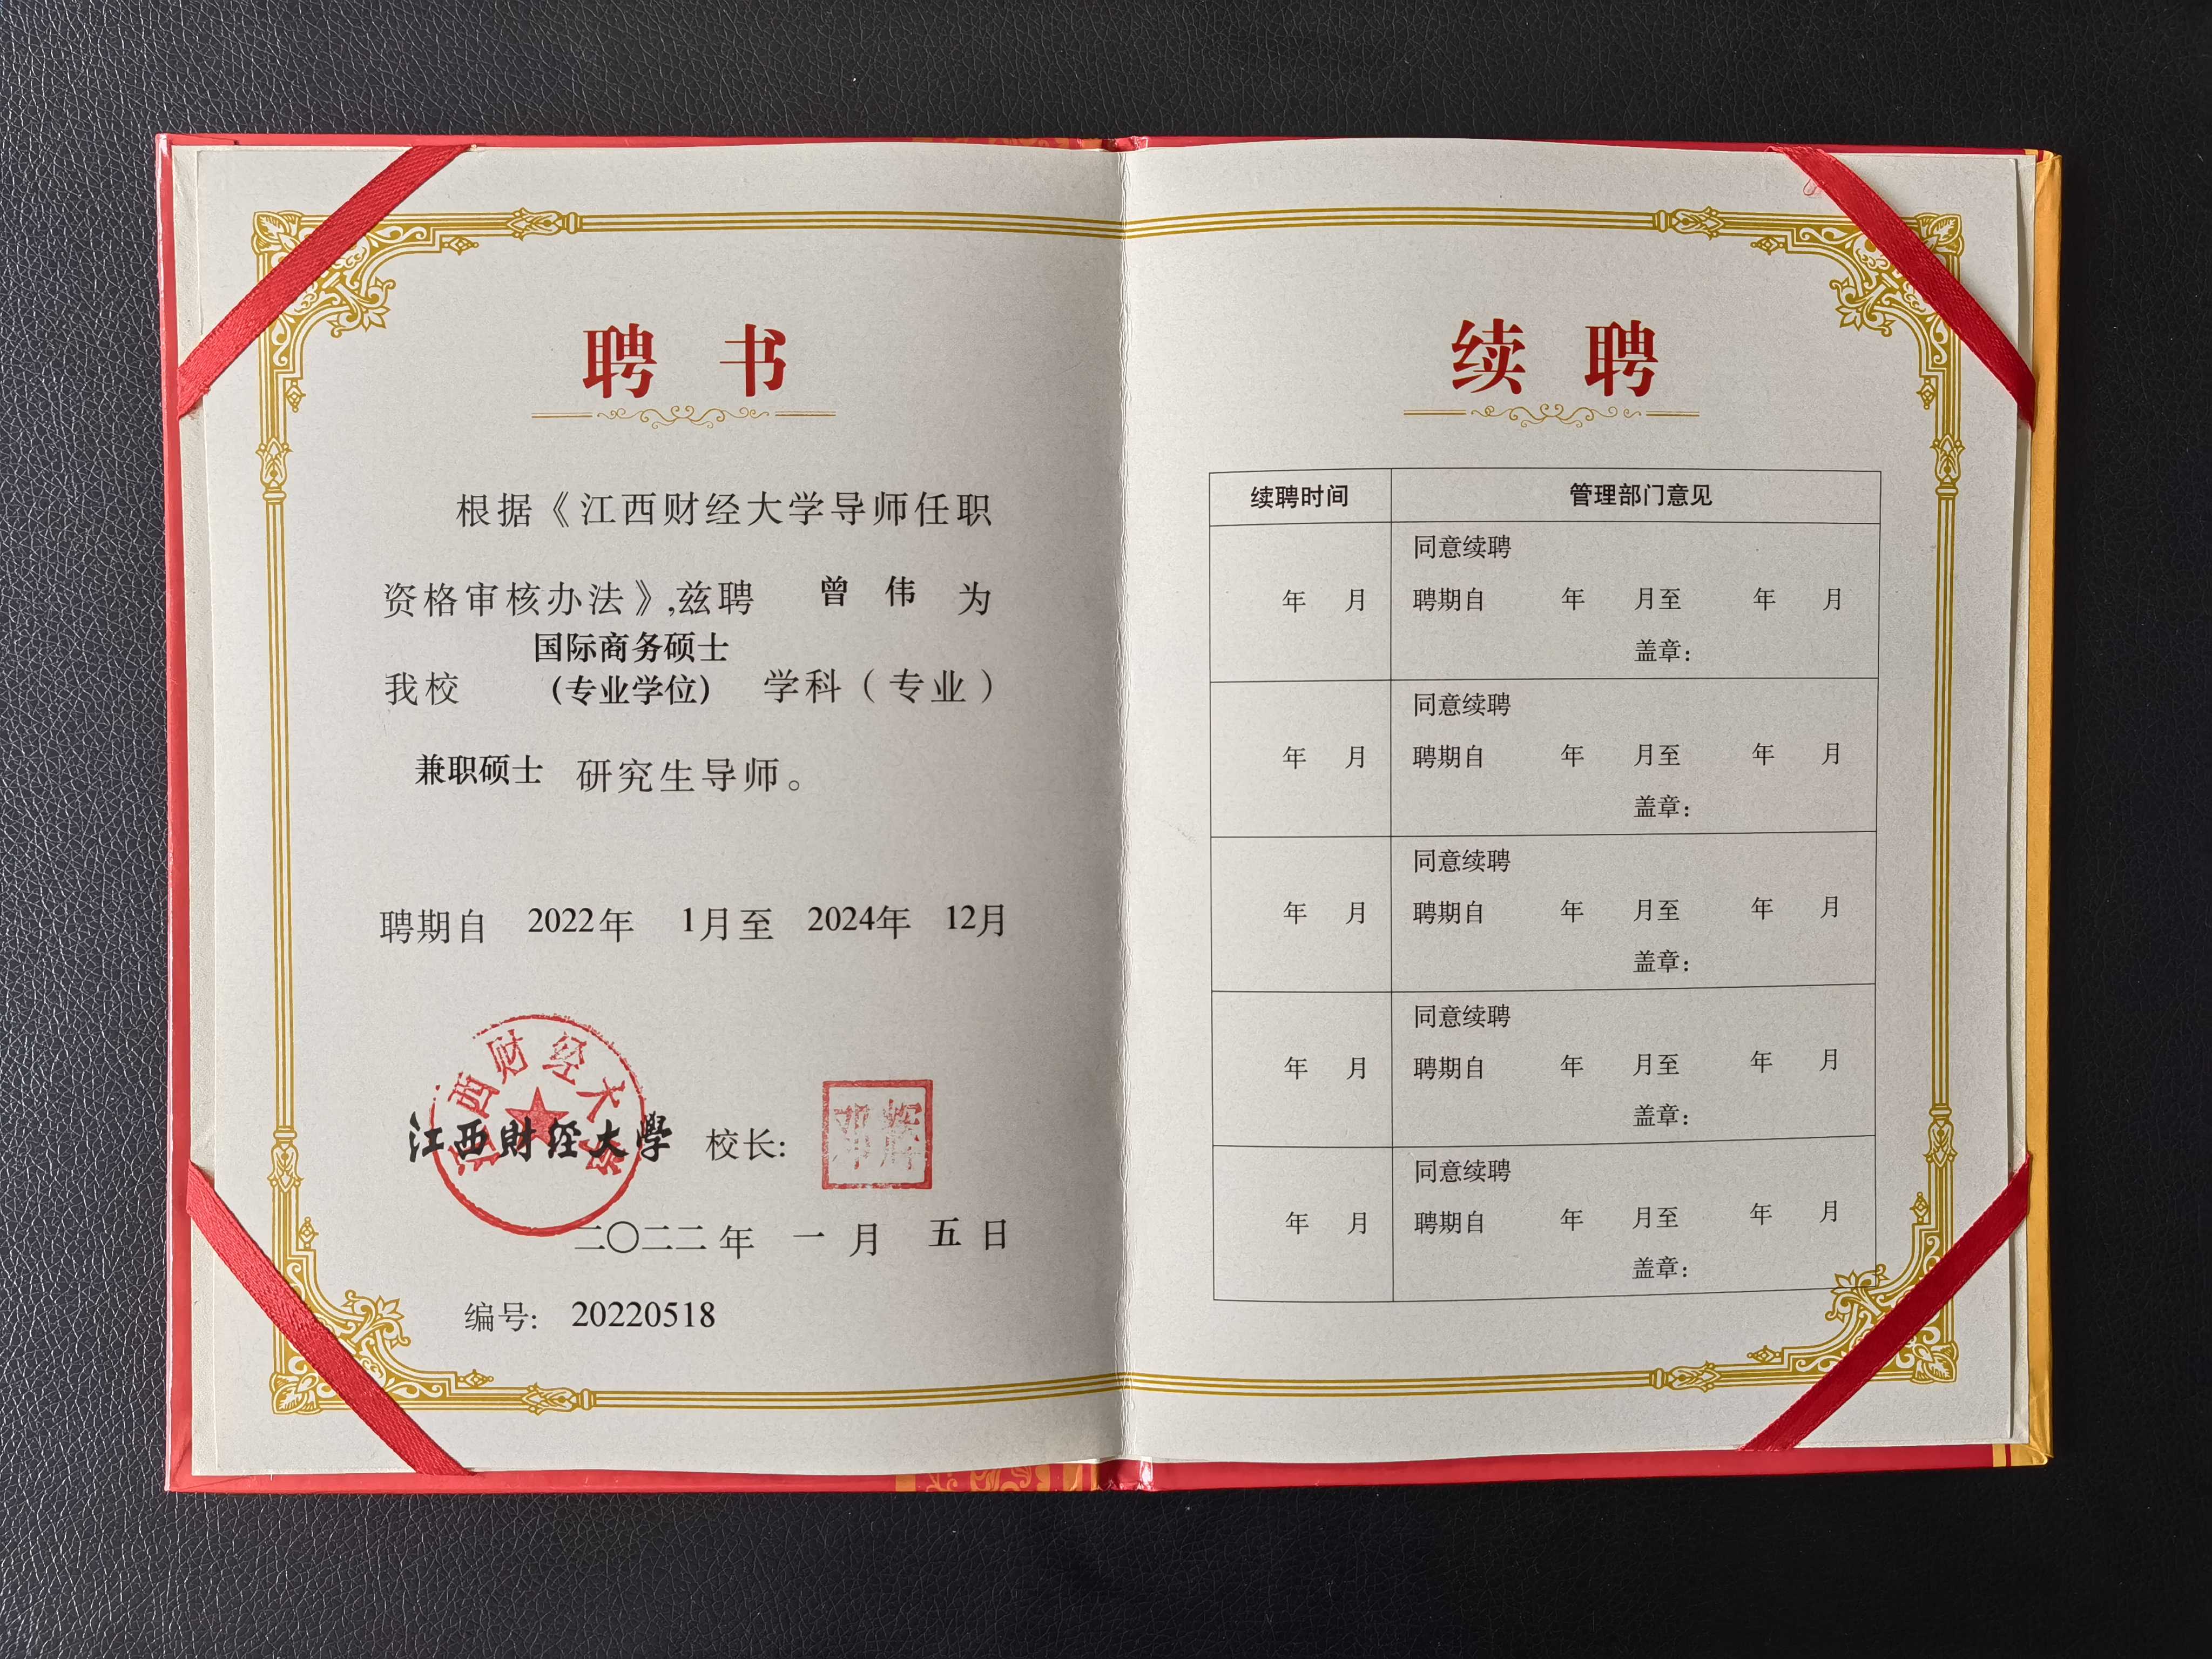 聘书
根据《江西财经大学导师任职
资格审核办法》,兹聘 曾 伟 为
国际商务硕士
我校 (专业学位) 学科(专业)
兼职硕士 研究生导师。
聘期自 2022年 1月至 2024年 12月
江西财经大学
江西財経大學 校长:
二〇二二年 一 月 五 日
编号: 20220518
续聘
续聘时间 管理部门意见
同意续聘
年 月 聘期自 年 月至 年 月
盖章:
同意续聘
年 月 聘期自 年 月至 年 月
盖章:
同意续聘
年 月 聘期自 年 月至 年 月
盖章:
同意续聘
年 月 聘期自 年 月至 年 月
盖章:
同意续聘
年 月 聘期自 年 月至 年 月
盖章: